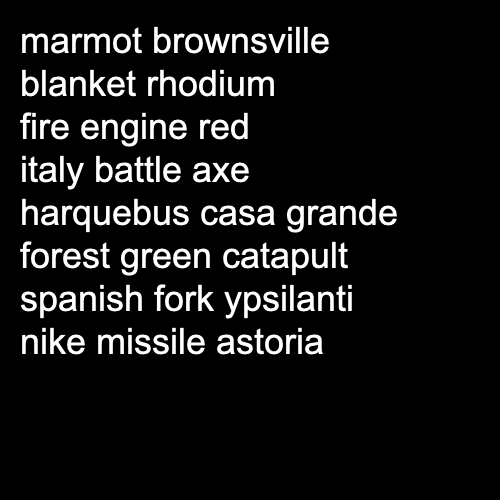 marmot brownsville
blanket rhodium
fire engine red
italy battle axe
harquebus casa grande
forest green catapult
spanish fork ypsilanti
nike missile astoria